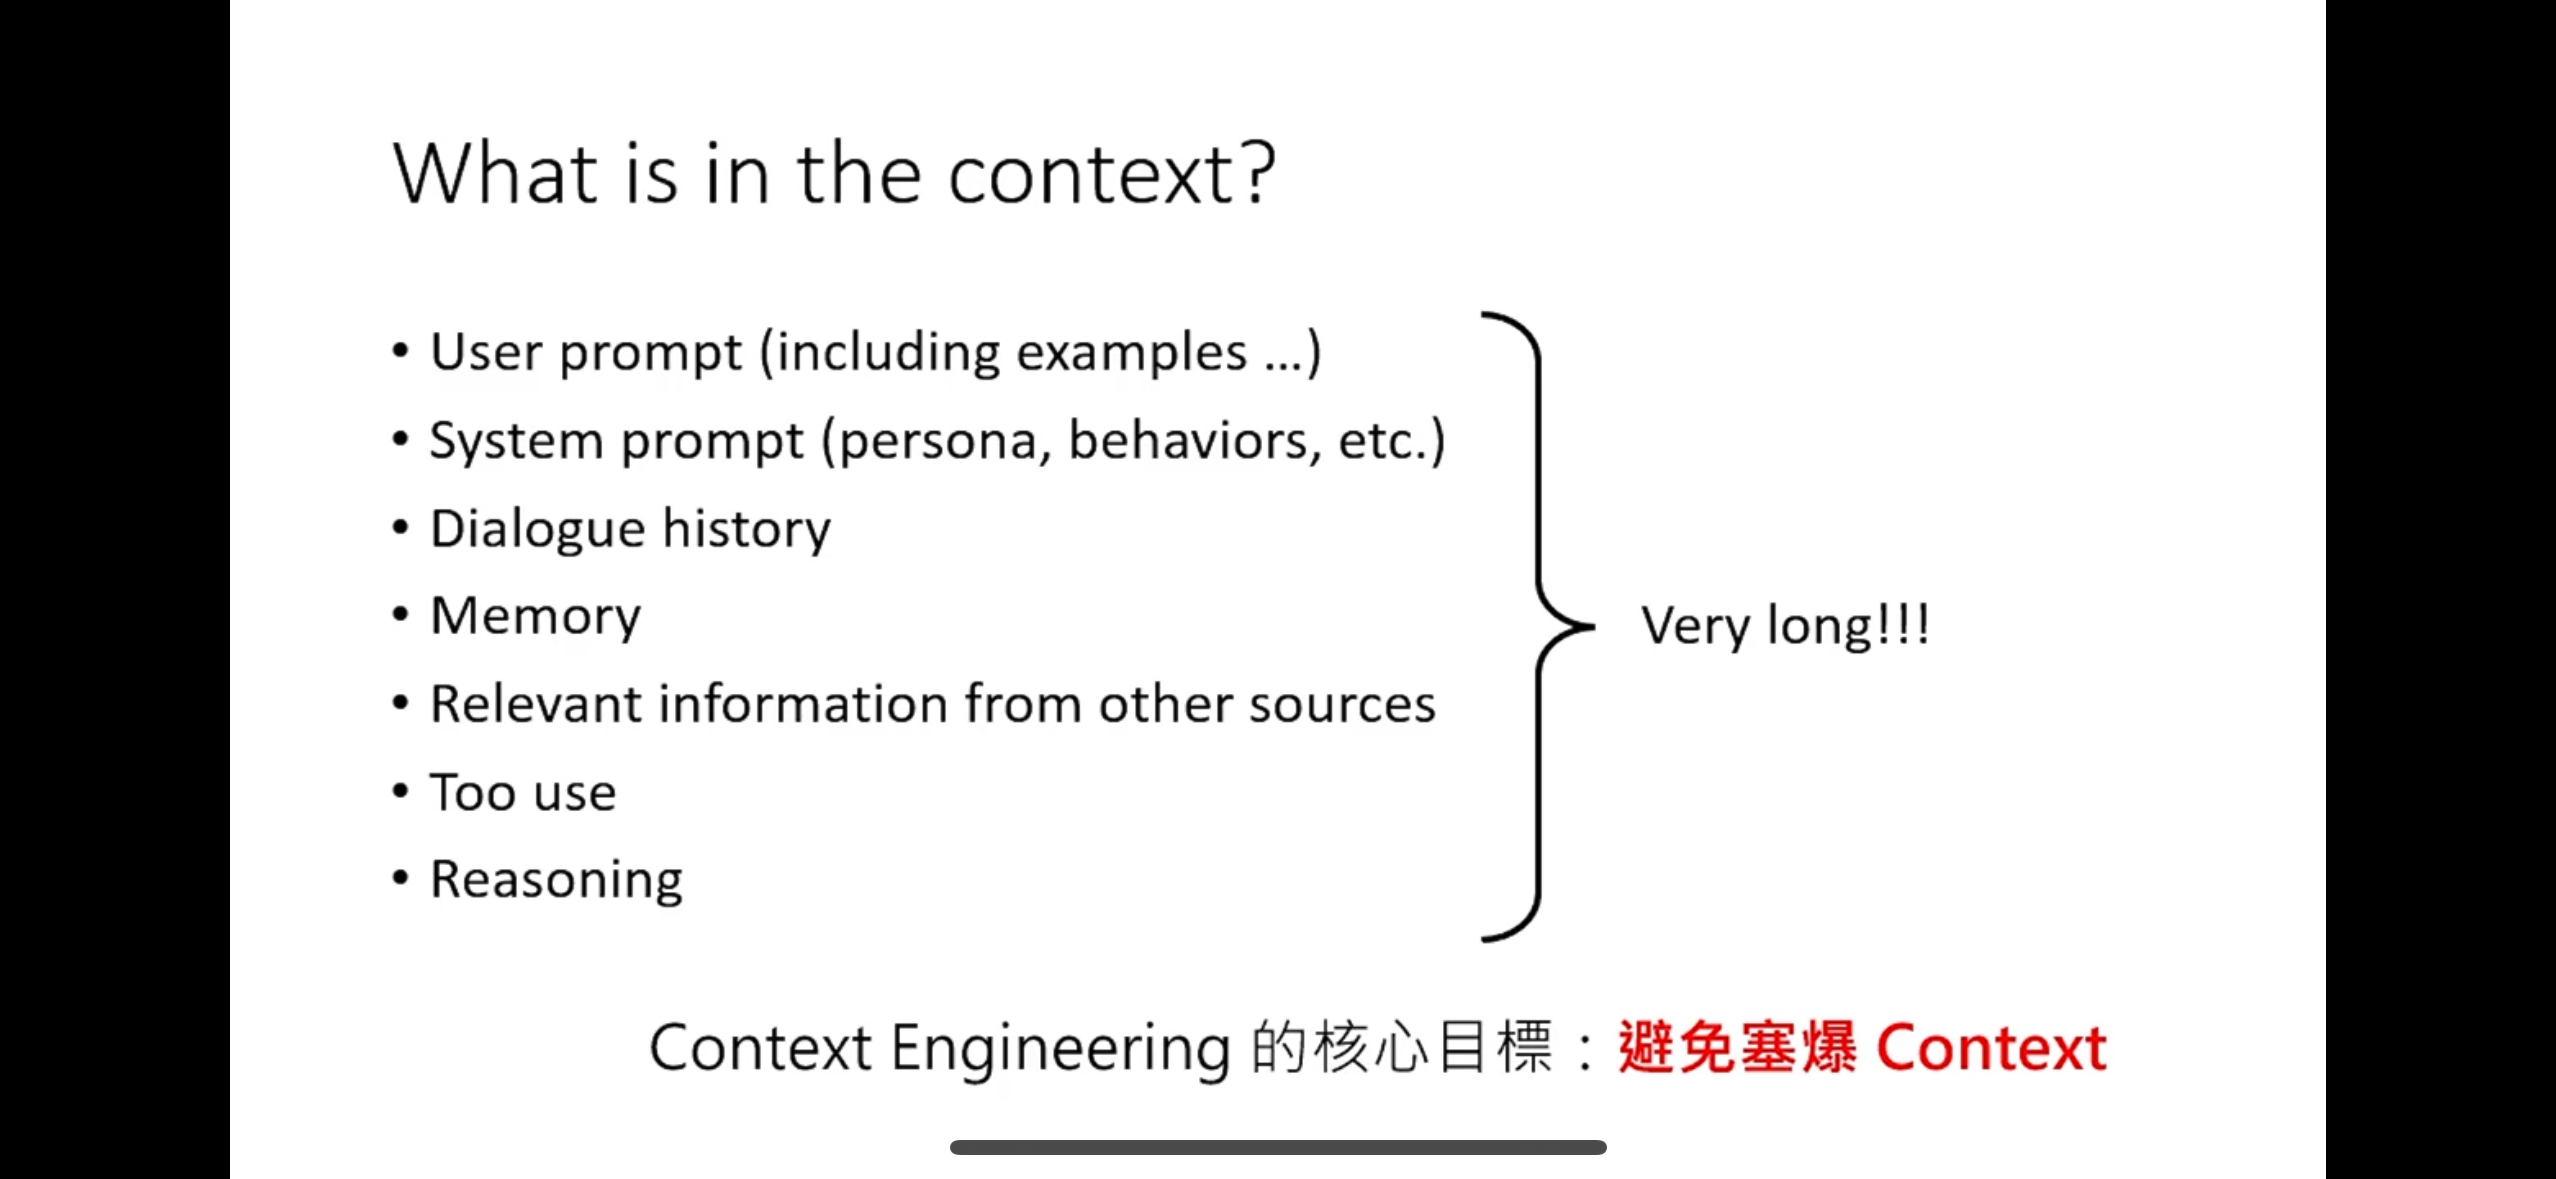 What is in the context?
• User prompt (including examples ...)
• System prompt (persona, behaviors, etc.)
• Dialogue history
• Memory
• Relevant information from other sources
• Too use
• Reasoning
Very long!!!
Context Engineering 的核心目標：避免塞爆 Context